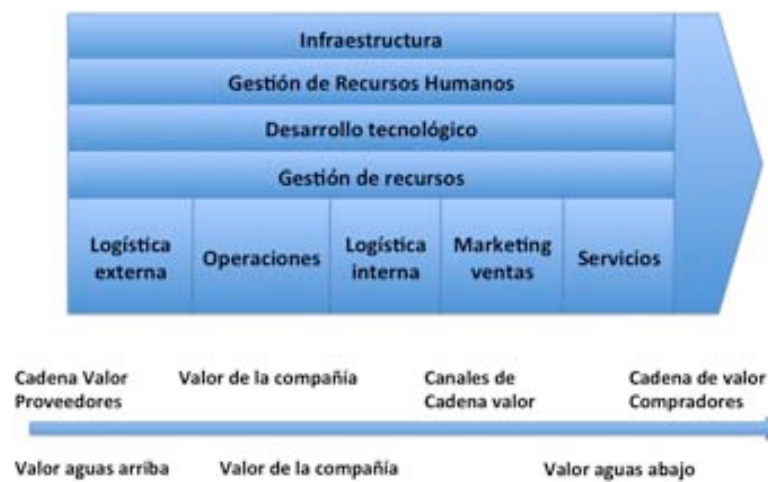 Infraestructura
Gestión de Recursos Humanos
Desarrollo tecnológico
Gestión de recursos
Logística
externa
Operaciones
Logística
interna
Marketing
ventas
Servicios
Cadena Valor
Proveedores
Valor de la compañía
Canales de
Cadena valor
Cadena de valor
Compradores
Valor aguas arriba
Valor de la compañía
Valor aguas abajo